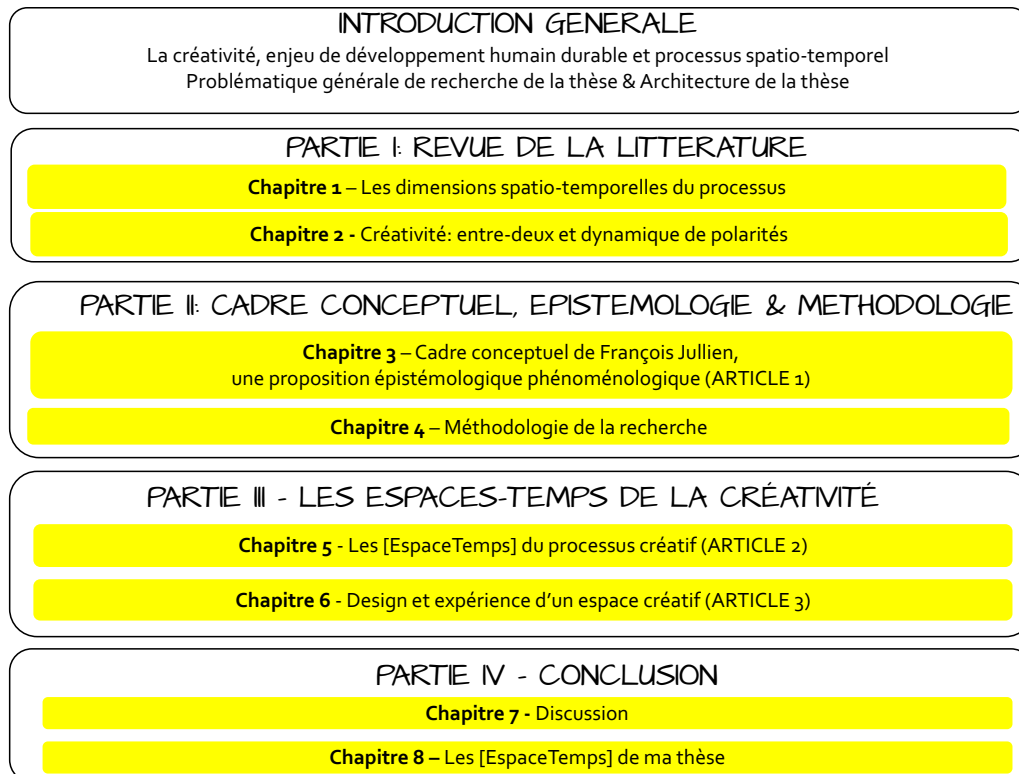 INTRODUCTION GENERALE
La créativité, enjeu de développement humain durable et processus spatio-temporel
Problématique générale de recherche de la thèse & Architecture de la thèse
PARTIE I: REVUE DE LA LITTERATURE
Chapitre 1 – Les dimensions spatio-temporelles du processus
Chapitre 2 - Créativité: entre-deux et dynamique de polarités
PARTIE II: CADRE CONCEPTUEL, EPISTEMOLOGIE & METHODOLOGIE
Chapitre 3 – Cadre conceptuel de François Jullien,
une proposition épistémologique phénoménologique (ARTICLE 1)
Chapitre 4 – Méthodologie de la recherche
PARTIE III - LES ESPACES-TEMPS DE LA CRÉATIVITÉ
Chapitre 5 - Les [EspaceTemps] du processus créatif (ARTICLE 2)
Chapitre 6 - Design et expérience d'un espace créatif (ARTICLE 3)
PARTIE IV - CONCLUSION
Chapitre 7 - Discussion
Chapitre 8 – Les [EspaceTemps] de ma thèse